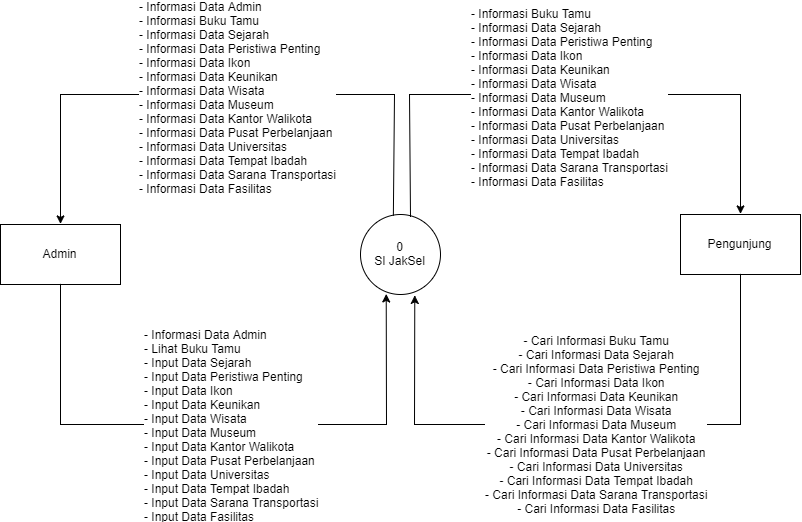 - Informasi Data Admin
- Informasi Buku Tamu
- Informasi Data Sejarah
- Informasi Data Peristiwa Penting
- Informasi Data Ikon
- Informasi Data Keunikan
- Informasi Data Wisata
- Informasi Data Museum
- Informasi Data Kantor Walikota
- Informasi Data Pusat Perbelanjaan
- Informasi Data Universitas
- Informasi Data Tempat Ibadah
- Informasi Data Sarana Transportasi
- Informasi Data Fasilitas
- Informasi Buku Tamu
- Informasi Data Sejarah
- Informasi Data Peristiwa Penting
- Informasi Data Ikon
- Informasi Data Keunikan
- Informasi Data Wisata
- Informasi Data Museum
- Informasi Data Kantor Walikota
- Informasi Data Pusat Perbelanjaan
- Informasi Data Universitas
- Informasi Data Tempat Ibadah
- Informasi Data Sarana Transportasi
- Informasi Data Fasilitas
Admin
0
SI JakSel
Pengunjung
- Informasi Data Admin
- Lihat Buku Tamu
- Input Data Sejarah
- Input Data Peristiwa Penting
- Input Data Ikon
- Input Data Keunikan
- Input Data Wisata
- Input Data Museum
- Input Data Kantor Walikota
- Input Data Pusat Perbelanjaan
- Input Data Universitas
- Input Data Tempat Ibadah
- Input Data Sarana Transportasi
- Input Data Fasilitas
- Cari Informasi Buku Tamu
- Cari Informasi Data Sejarah
- Cari Informasi Data Peristiwa Penting
- Cari Informasi Data Ikon
- Cari Informasi Data Keunikan
- Cari Informasi Data Wisata
- Cari Informasi Data Museum
- Cari Informasi Data Kantor Walikota
- Cari Informasi Data Pusat Perbelanjaan
- Cari Informasi Data Universitas
- Cari Informasi Data Tempat Ibadah
- Cari Informasi Data Sarana Transportasi
- Cari Informasi Data Fasilitas